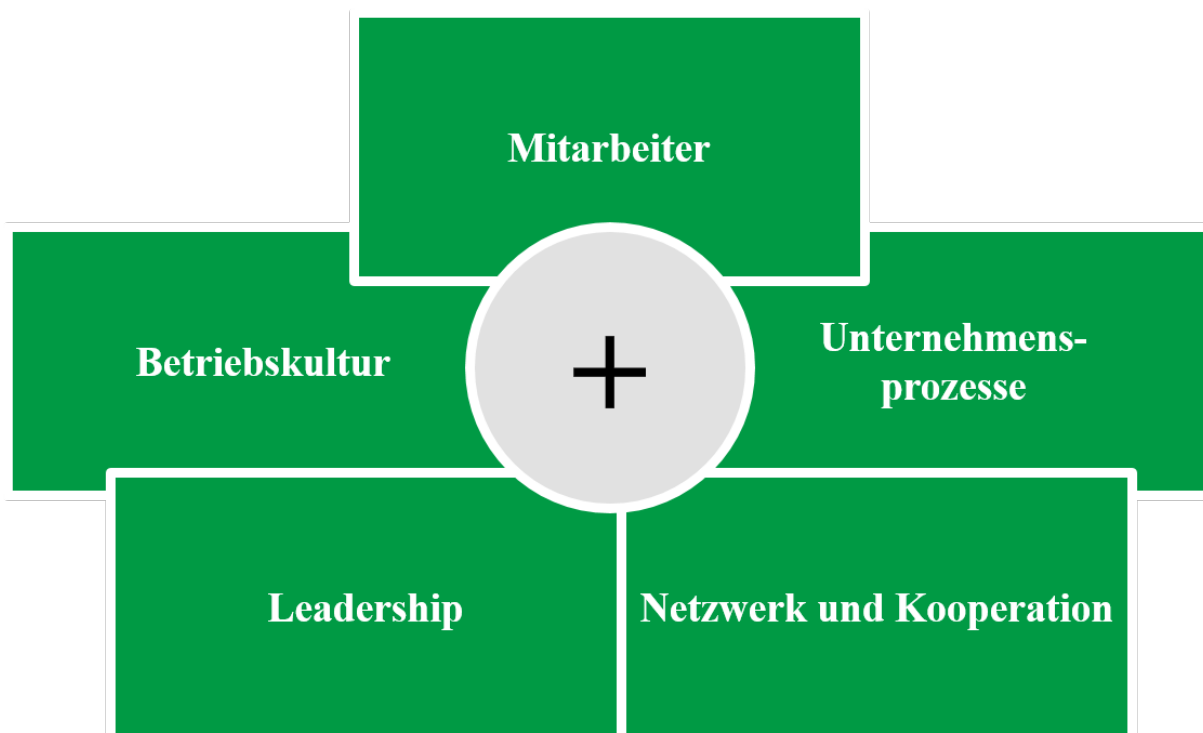 Mitarbeiter
Betriebskultur
Unternehmens-
prozesse
+
Leadership
Netzwerk und Kooperation